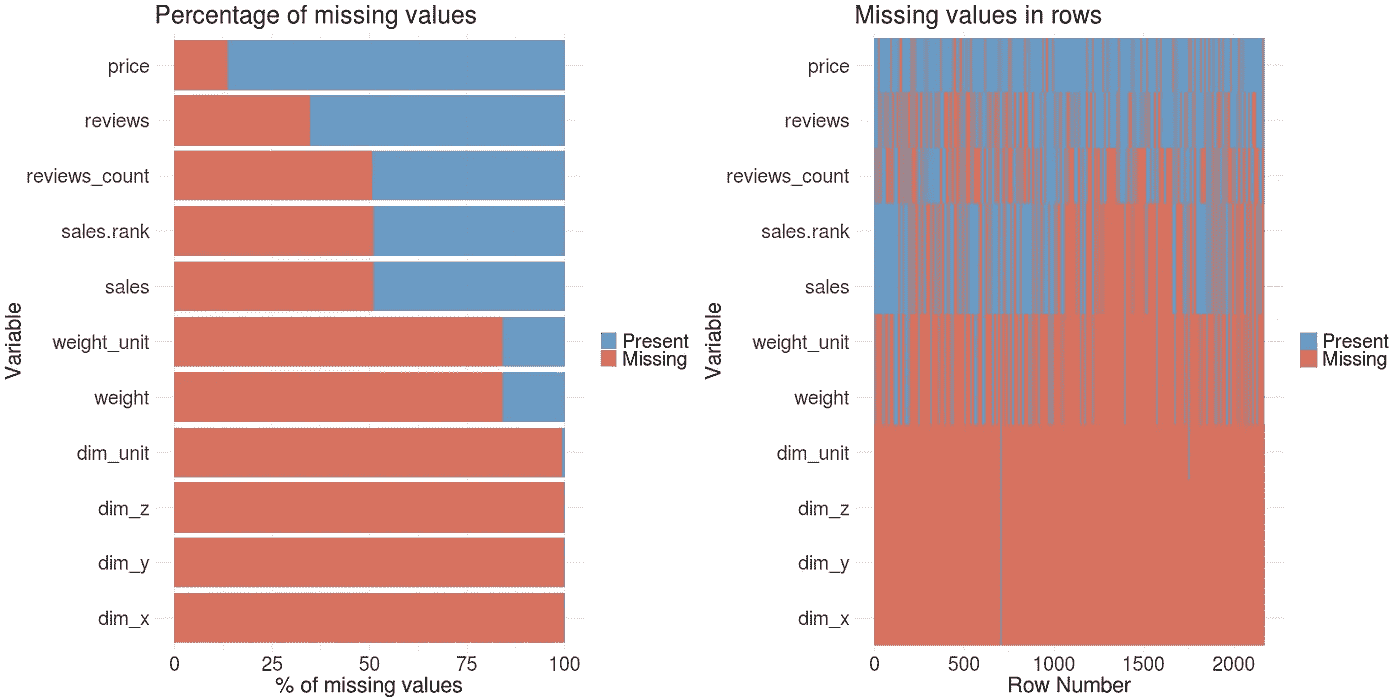 Percentage of missing values
price
reviews
reviews_count
sales.rank
sales
weight_unit
weight
dim_unit
dim_z
dim_y
dim_x
Variable
0 25 50 75 100
% of missing values
Present
Missing
Missing values in rows
price
reviews
reviews_count
sales.rank
sales
weight_unit
weight
dim_unit
dim_z
dim_y
dim_x
Variable
0 500 1000 1500 2000
Row Number
Present
Missing